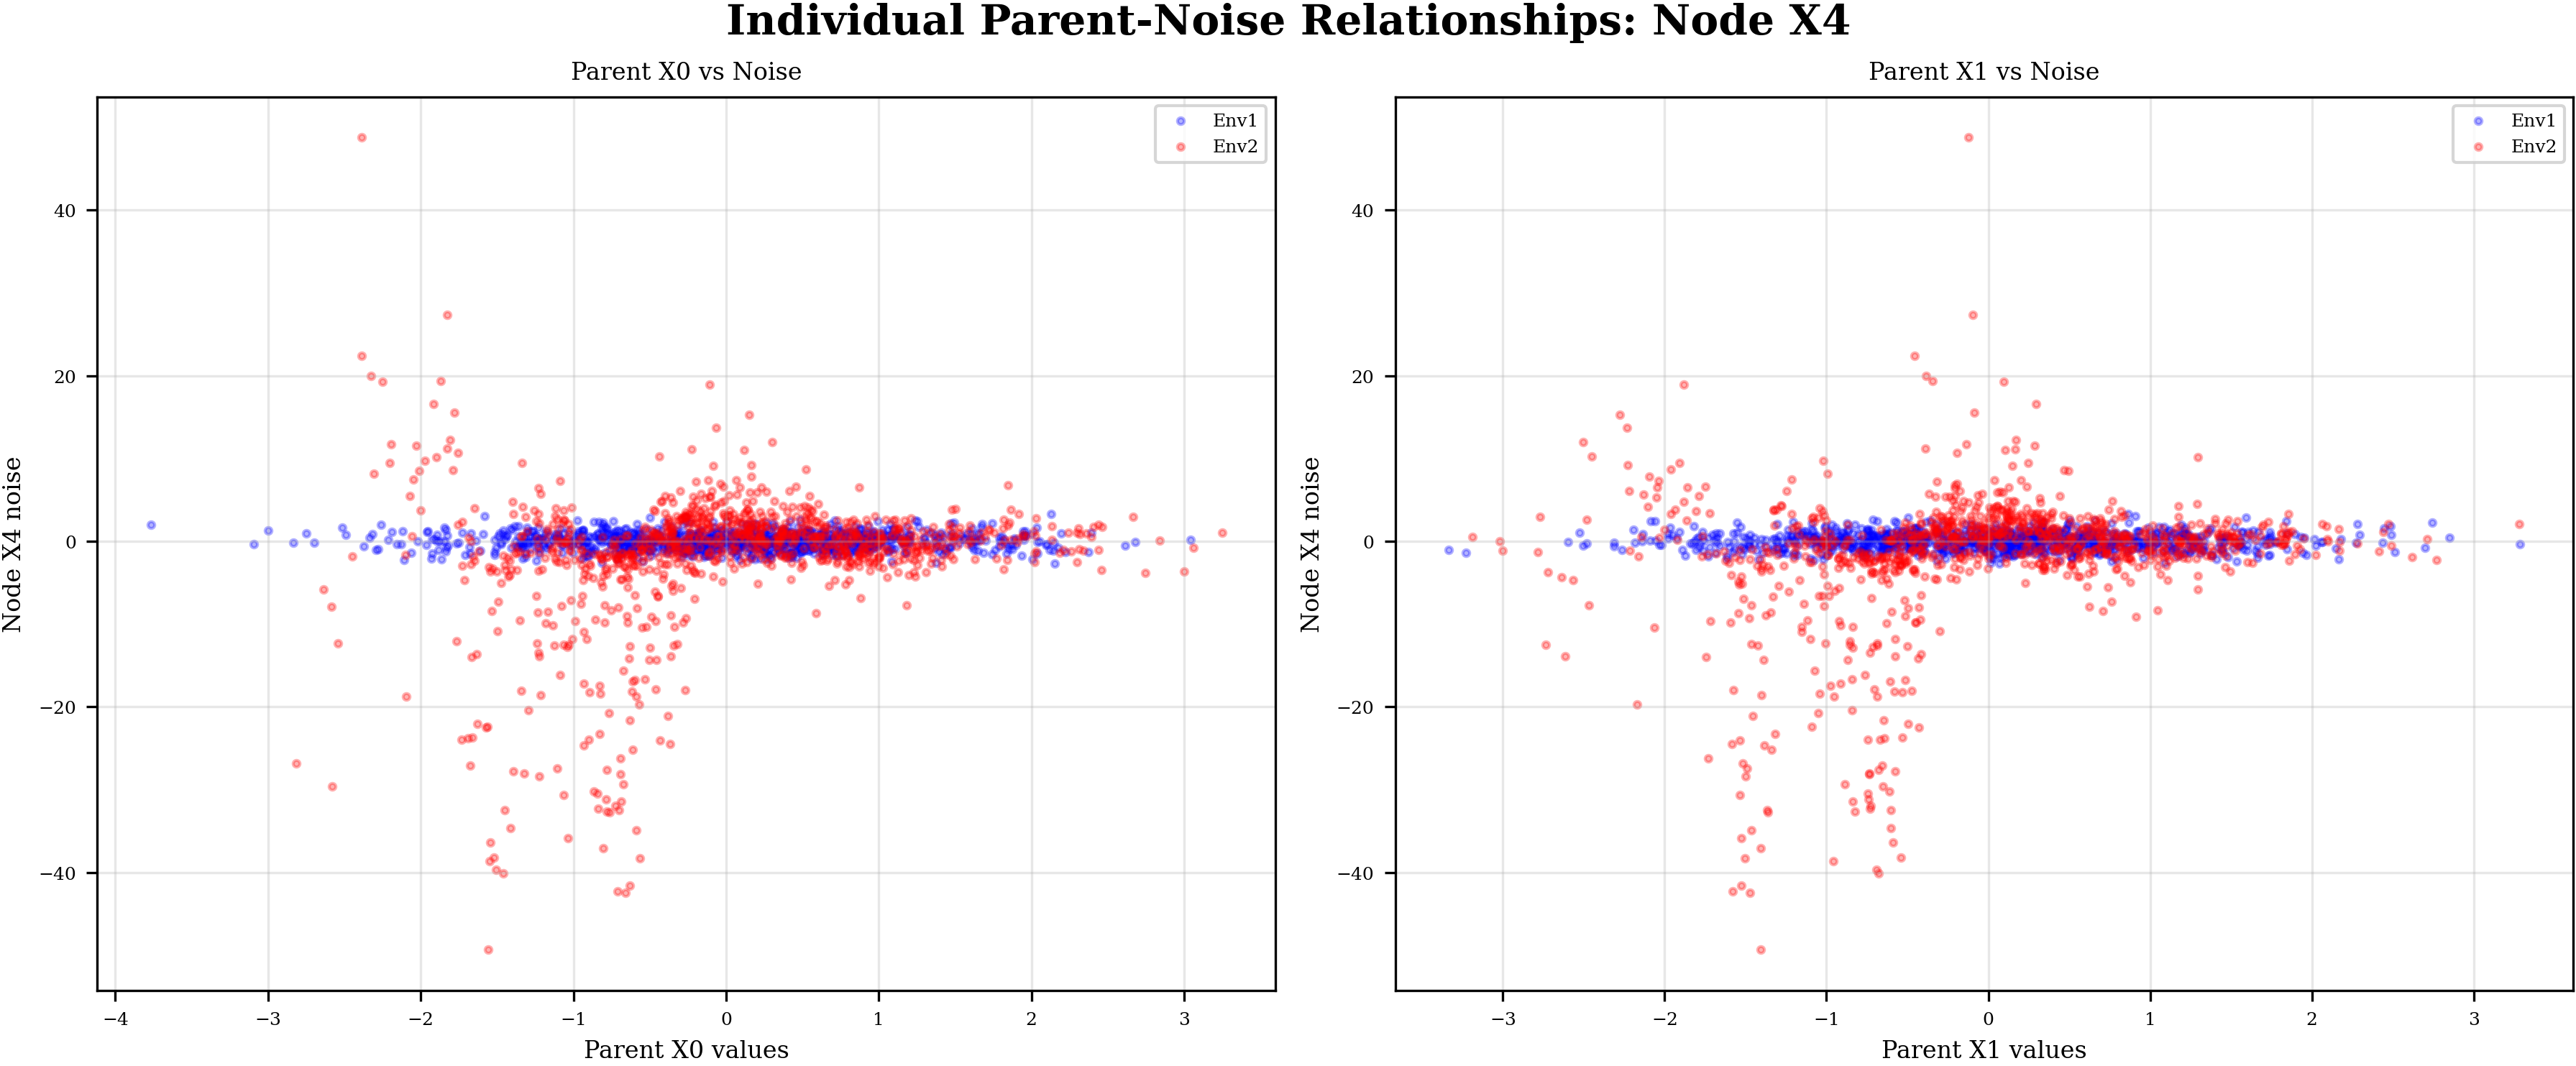 Individual Parent-Noise Relationships: Node X4
Parent X0 vs Noise
Node X4 noise
40
20
0
−20
−40
−4
−3
−2
−1
0
1
2
3
Parent X0 values
Env1
Env2
Parent X1 vs Noise
Node X4 noise
40
20
0
−20
−40
−3
−2
−1
0
1
2
3
Parent X1 values
Env1
Env2